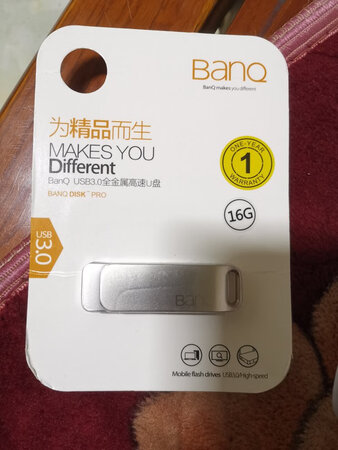 BanQ
BanQ makes you different
为精品而生
MAKES YOU
Different
BanQ USB3.0全金属高速U盘
BANQ DISK™ PRO
ONE-YEAR
1
WARRANTY
16G
USB
3.0
BanQ
Mobile flash drives USB3.0/High-speed